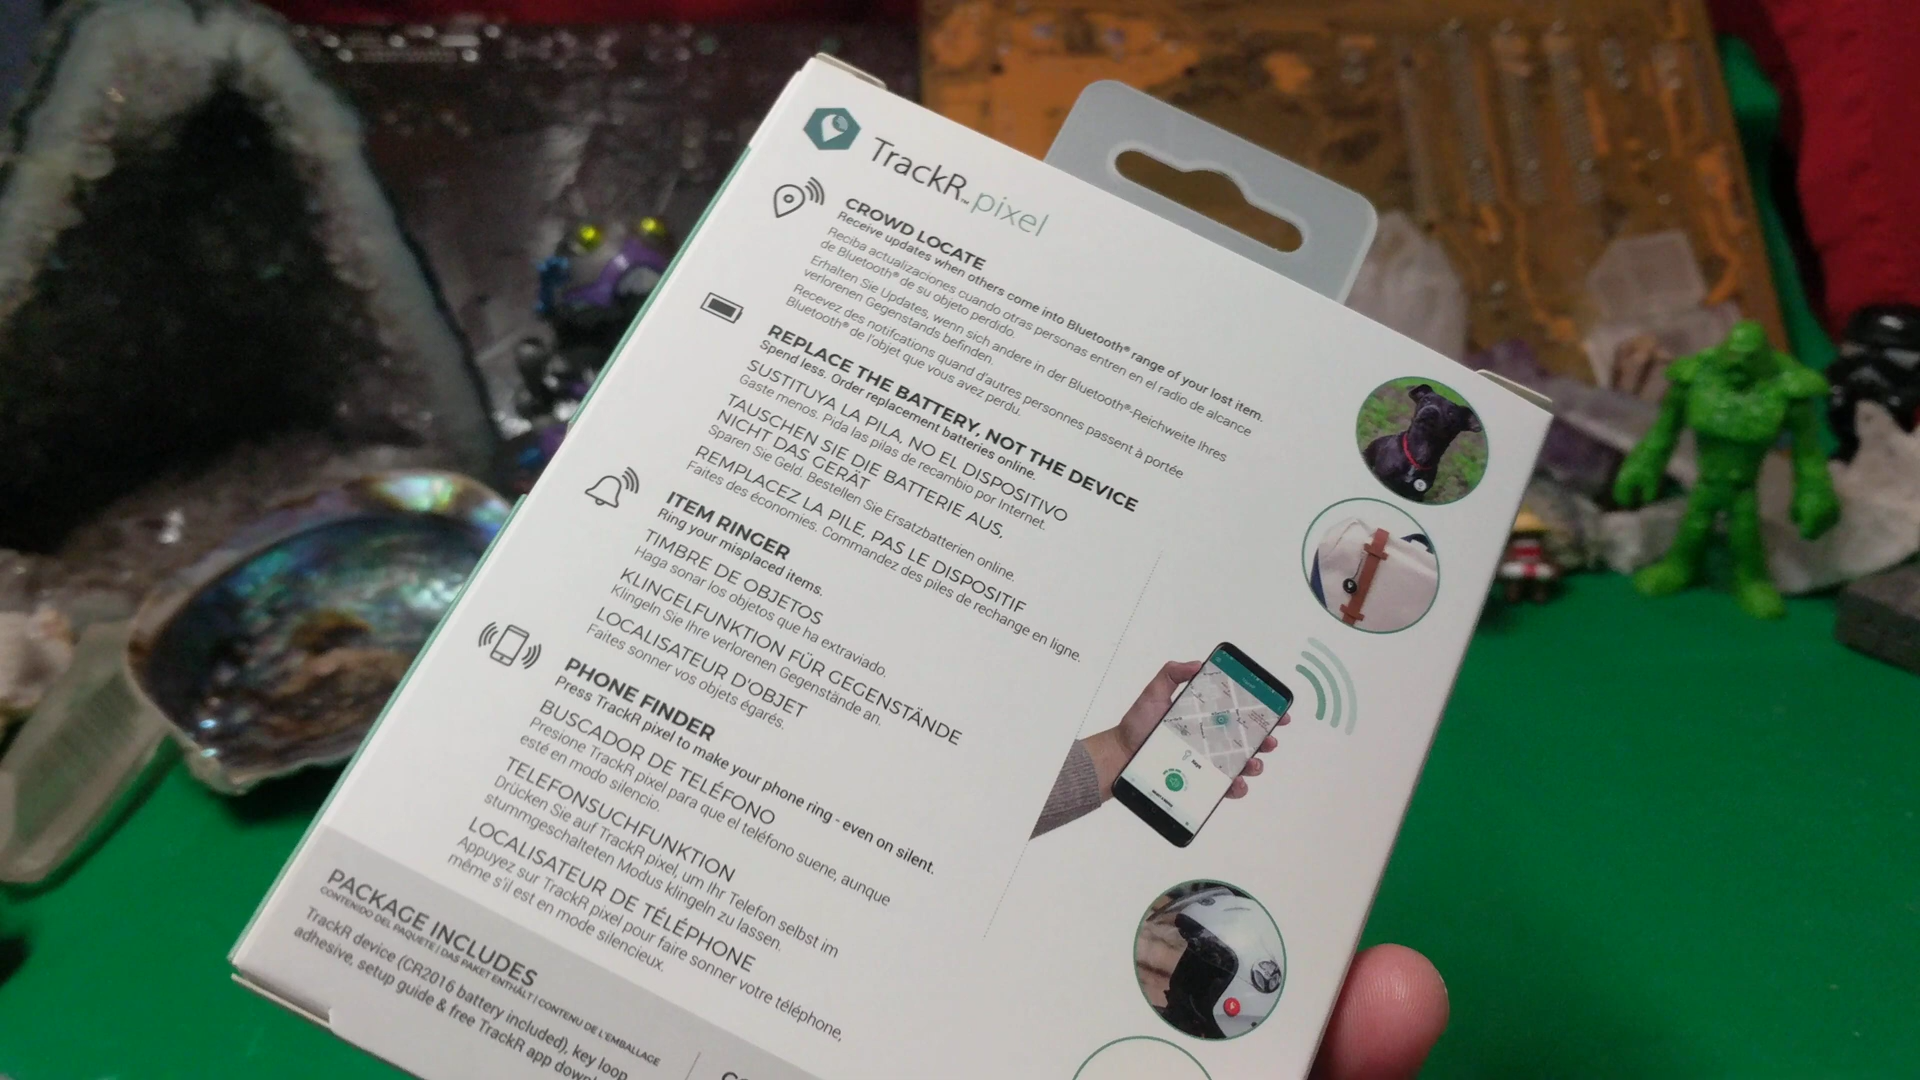 TrackR™ pixel
CROWD LOCATE
Receive updates when others come into Bluetooth® range of your lost item.
Reciba actualizaciones cuando otras personas entren en el radio de alcance
de Bluetooth® de su objeto perdido.
Erhalten Sie Updates, wenn sich andere in der Bluetooth®-Reichweite Ihres
verlorenen Gegenstands befinden.
Recevez des notifcations quand d'autres personnes passent à portée
Bluetooth® de l'objet que vous avez perdu.
REPLACE THE BATTERY, NOT THE DEVICE
Spend less. Order replacement batteries online.
SUSTITUYA LA PILA, NO EL DISPOSITIVO
Gaste menos. Pida las pilas de recambio por Internet.
TAUSCHEN SIE DIE BATTERIE AUS,
NICHT DAS GERÄT
Sparen Sie Geld. Bestellen Sie Ersatzbatterien online.
REMPLACEZ LA PILE, PAS LE DISPOSITIF
Faites des économies. Commandez des piles de rechange en ligne.
ITEM RINGER
Ring your misplaced items.
TIMBRE DE OBJETOS
Haga sonar los objetos que ha extraviado.
KLINGELFUNKTION FÜR GEGENSTÄNDE
Klingeln Sie Ihre verlorenen Gegenstände an.
LOCALISATEUR D'OBJET
Faites sonner vos objets égarés.
PHONE FINDER
Press TrackR pixel to make your phone ring - even on silent.
BUSCADOR DE TELÉFONO
Presione TrackR pixel para que el teléfono suene, aunque
esté en modo silencio.
TELEFONSUCHFUNKTION
Drücken Sie auf TrackR pixel, um Ihr Telefon selbst im
stummgeschalteten Modus klingeln zu lassen.
LOCALISATEUR DE TÉLÉPHONE
Appuyez sur TrackR pixel pour faire sonner votre téléphone,
même s'il est en mode silencieux.
PACKAGE INCLUDES
CONTENIDO DEL PAQUETE | DAS PAKET ENTHÄLT | CONTENU DE L'EMBALLAGE
TrackR device (CR2016 battery included), key loop
adhesive, setup guide & free TrackR app